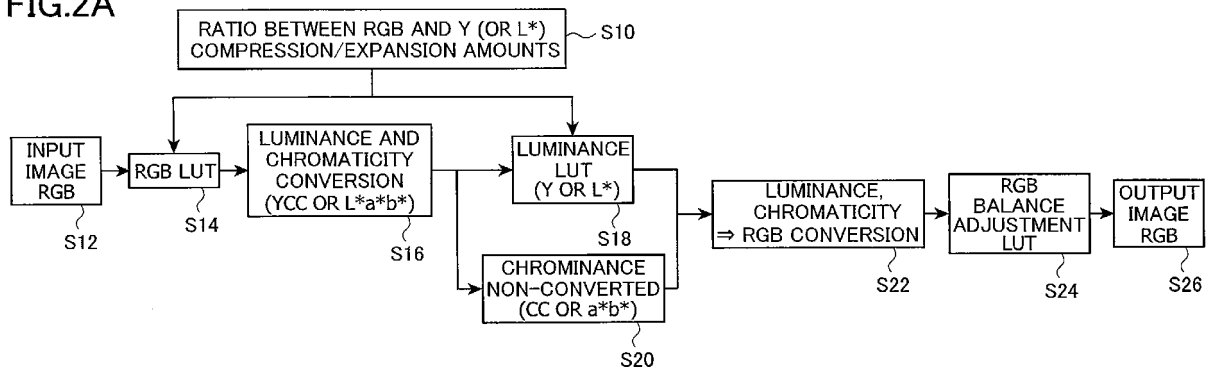 FIG.2A
RATIO BETWEEN RGB AND Y (OR L*)
COMPRESSION/EXPANSION AMOUNTS
S10
INPUT
IMAGE
RGB
S12
RGB LUT
S14
LUMINANCE AND
CHROMATICITY
CONVERSION
(YCC OR L*a*b*)
S16
LUMINANCE
LUT
(Y OR L*)
S18
CHROMINANCE
NON-CONVERTED
(CC OR a*b*)
S20
LUMINANCE,
CHROMATICITY
⇒ RGB CONVERSION
S22
RGB
BALANCE
ADJUSTMENT
LUT
S24
OUTPUT
IMAGE
RGB
S26